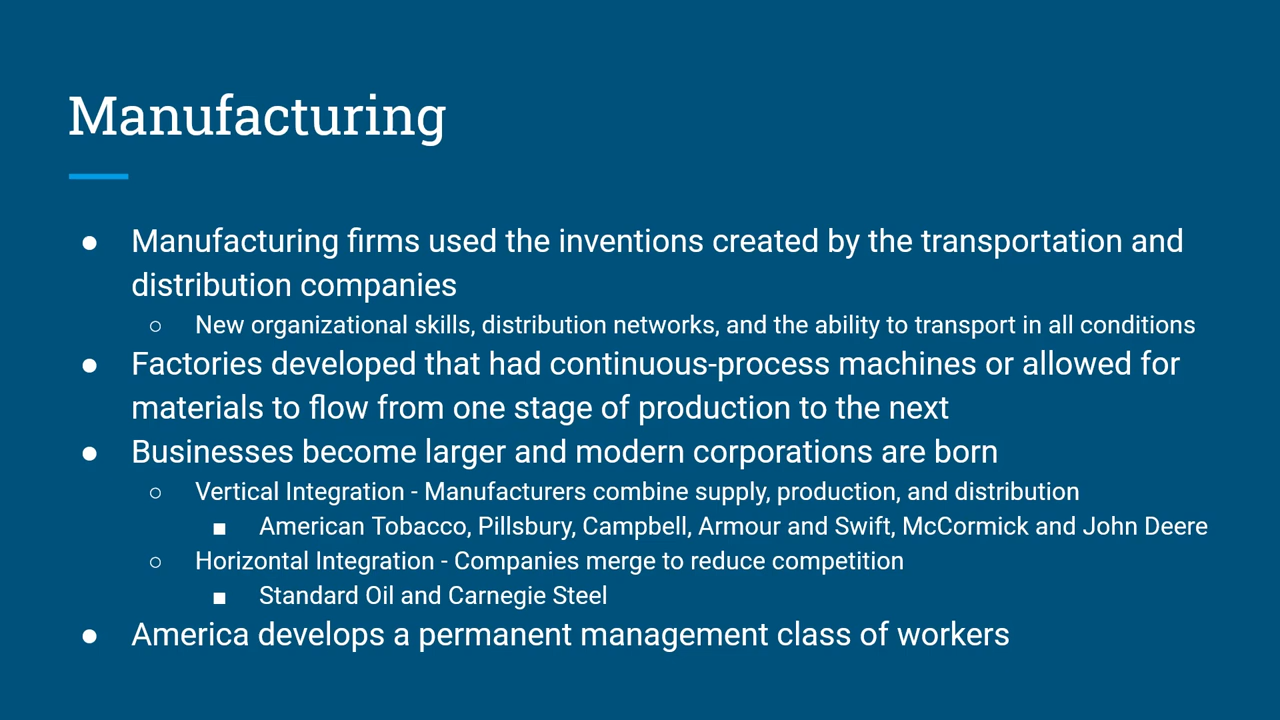 Manufacturing
● Manufacturing firms used the inventions created by the transportation and
distribution companies
○ New organizational skills, distribution networks, and the ability to transport in all conditions
● Factories developed that had continuous-process machines or allowed for
materials to flow from one stage of production to the next
● Businesses become larger and modern corporations are born
○ Vertical Integration - Manufacturers combine supply, production, and distribution
■ American Tobacco, Pillsbury, Campbell, Armour and Swift, McCormick and John Deere
○ Horizontal Integration - Companies merge to reduce competition
■ Standard Oil and Carnegie Steel
● America develops a permanent management class of workers